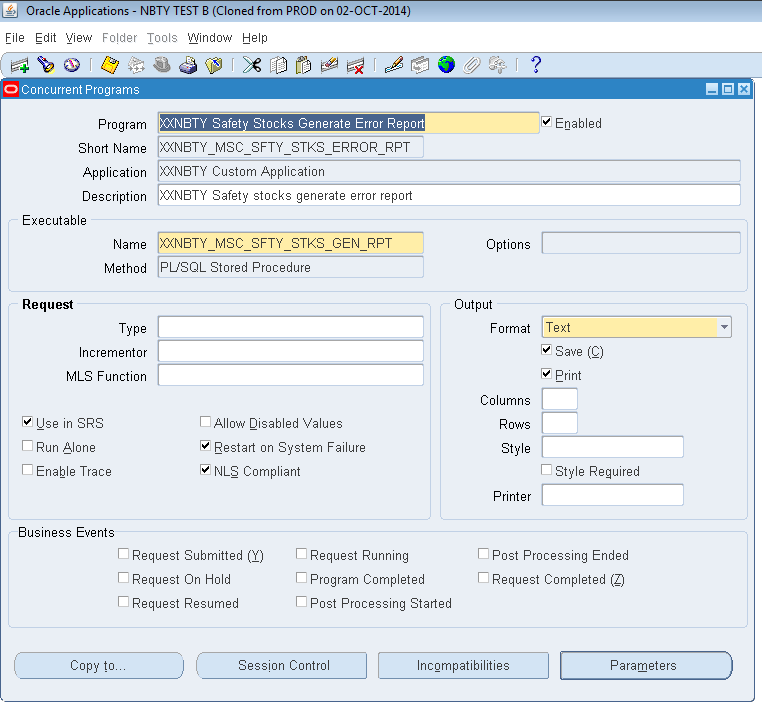 Oracle Applications - NBTY TEST B (Cloned from PROD on 02-OCT-2014)
File Edit View Folder Tools Window Help
Concurrent Programs
Program XXNBTY Safety Stocks Generate Error Report Enabled
Short Name XXNBTY_MSC_SFTY_STKS_ERROR_RPT
Application XXNBTY Custom Application
Description XXNBTY Safety stocks generate error report
Executable
Name XXNBTY_MSC_SFTY_STKS_GEN_RPT Options
Method PL/SQL Stored Procedure
Request Output
Type Format Text
Incrementor Save (C)
MLS Function Print
Columns
Use in SRS Allow Disabled Values Rows
Run Alone Restart on System Failure Style
Enable Trace NLS Compliant Style Required
Printer
Business Events
Request Submitted (Y) Request Running Post Processing Ended
Request On Hold Program Completed Request Completed (Z)
Request Resumed Post Processing Started
Copy to... Session Control Incompatibilities Parameters